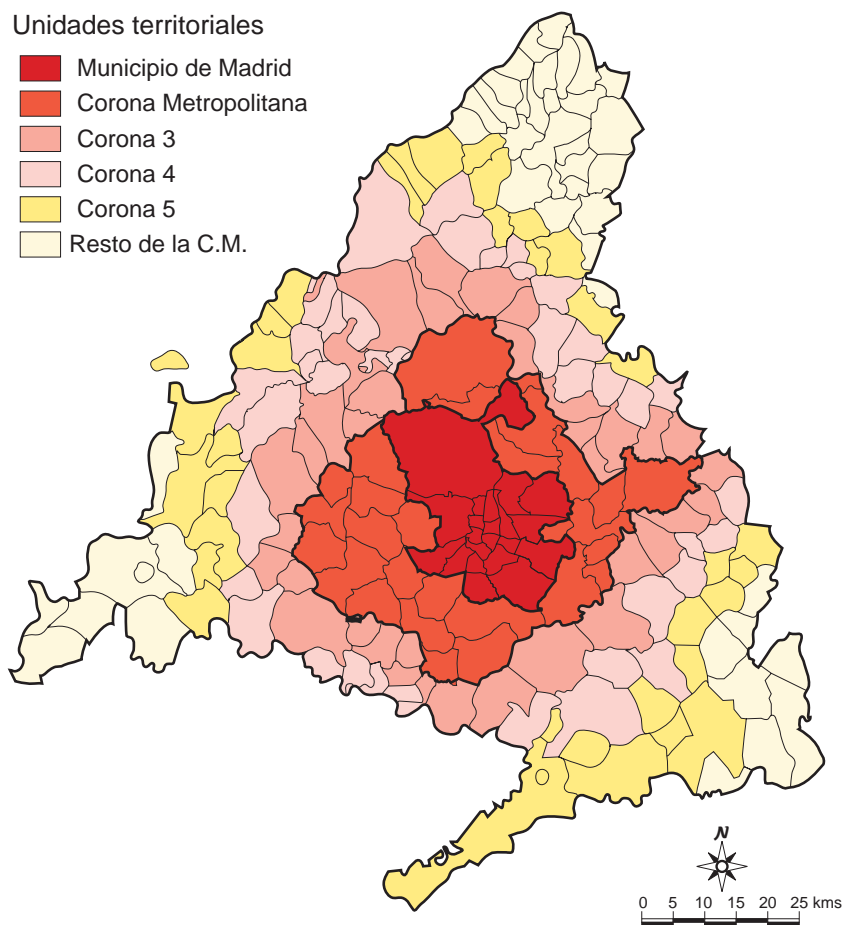 Unidades territoriales
Municipio de Madrid
Corona Metropolitana
Corona 3
Corona 4
Corona 5
Resto de la C.M.
N
0 5 10 15 20 25 kms